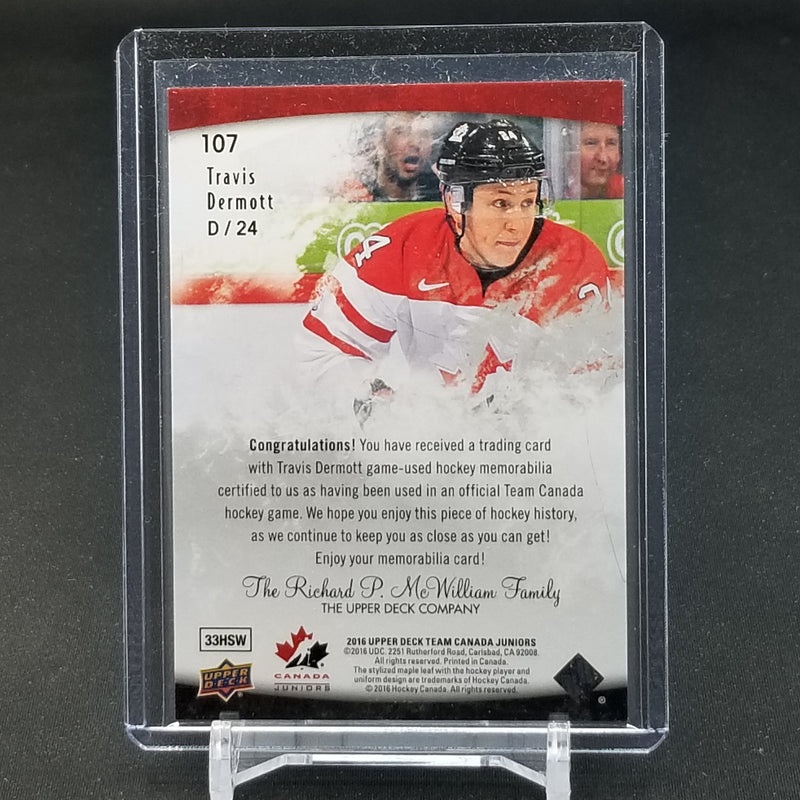 107
Travis
Dermott
D / 24
24
24
2
Congratulations! You have received a trading card
with Travis Dermott game-used hockey memorabilia
certified to us as having been used in an official Team Canada
hockey game. We hope you enjoy this piece of hockey history,
as we continue to keep you as close as you can get!
Enjoy your memorabilia card!
The Richard P. McWilliam Family
THE UPPER DECK COMPANY
33HSW
UPPER
DECK
CANADA
JUNIORS
2016 UPPER DECK TEAM CANADA JUNIORS
©2016 UDC. 2251 Rutherford Road, Carlsbad, CA 92008.
All rights reserved. Printed in Canada.
The stylized maple leaf with the hockey player and
uniform design are trademarks of Hockey Canada.
© 2016 Hockey Canada. All rights reserved.
®